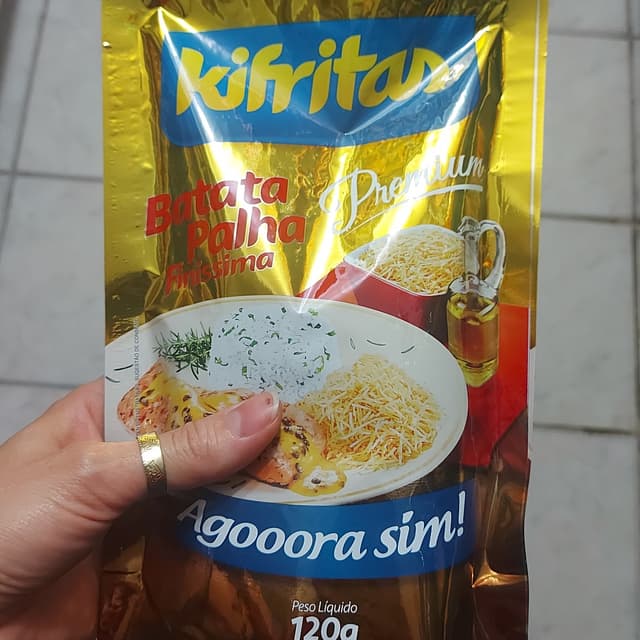 kifritas
Premium
Batata
Palha
Finíssima
Agooora sim!
Peso Líquido
120g